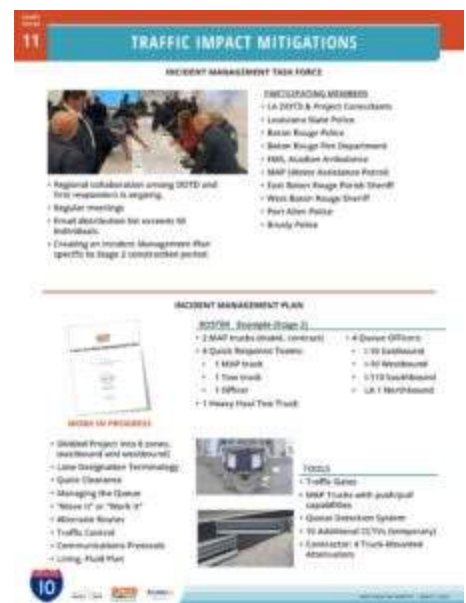 11
TRAFFIC IMPACT MITIGATIONS
INCIDENT MANAGEMENT TASK FORCE
PARTICIPATING MEMBERS
• LA DOTD & Project Consultants
• Louisiana State Police
• Baton Rouge Police
• Baton Rouge Fire Department
• EMS, Acadian Ambulance
• MAP (Motor Assistance Patrol)
• East Baton Rouge Parish Sheriff
• West Baton Rouge Sheriff
• Port Allen Police
• Brusly Police
• Regional collaboration among DOTD and
first responders is ongoing.
• Regular meetings
• Email distribution list exceeds 50
individuals.
• Creating an Incident Management Plan
specific to Stage 2 construction period.
INCIDENT MANAGEMENT PLAN
ROSTER Example (Stage 2)
• 2 MAP trucks (contract)
• 4 Quick Response Teams:
• 1 MAP truck
• 1 Tow truck
• 1 Officer
• 1 Heavy Haul Tow Truck
• 4 Queue Officers:
• I-10 Eastbound
• I-10 Westbound
• I-110 Southbound
• LA 1 Northbound
WORK IN PROGRESS
• Divided Project into 6 zones,
(eastbound and westbound)
• Lane Designation Terminology
• Quick Clearance
• Managing the Queue
• "Move It" or "Work It"
• Alternate Routes
• Traffic Control
• Communications Protocols
• Living, Fluid Plan
TOOLS
• Traffic Gates
• MAP Trucks with push/pull
capabilities
• Queue Detection System
• 10 Additional CCTVs (temporary)
• Contractor: 4 Truck-Mounted
Attenuators
10